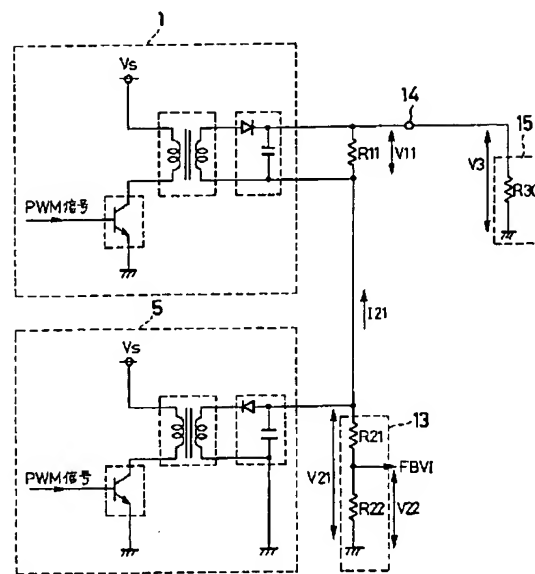 1
Vs
14
15
R11
V11
V3
R30
PWM信号
I21
5
Vs
13
R21
FBVI
V21
R22
V22
PWM信号